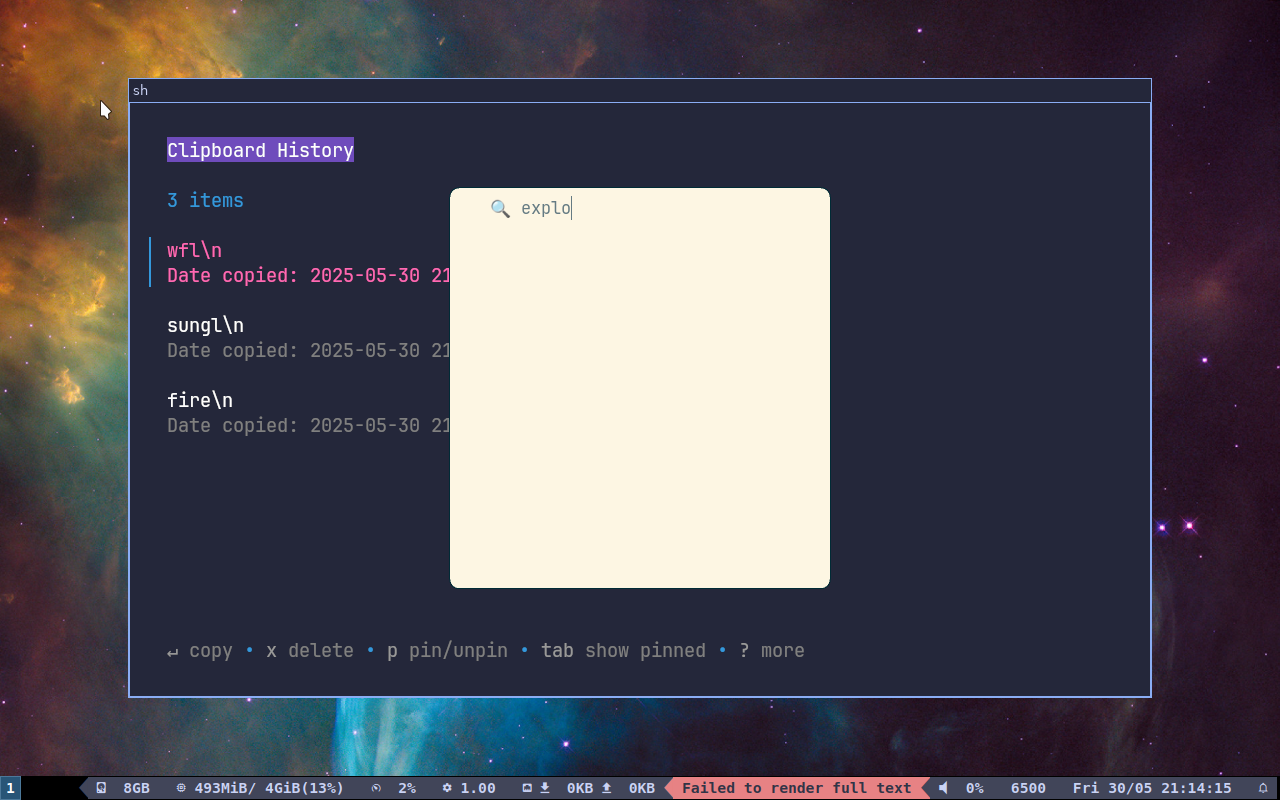 sh
Clipboard History
3 items
explo
wfl\n
Date copied: 2025-05-30 21
sungl\n
Date copied: 2025-05-30 21
fire\n
Date copied: 2025-05-30 21
↵ copy • x delete • p pin/unpin • tab show pinned • ? more
1 8GB 493MiB/ 4GiB(13%) 2% 1.00 0KB 0KB Failed to render full text 0% 6500 Fri 30/05 21:14:15